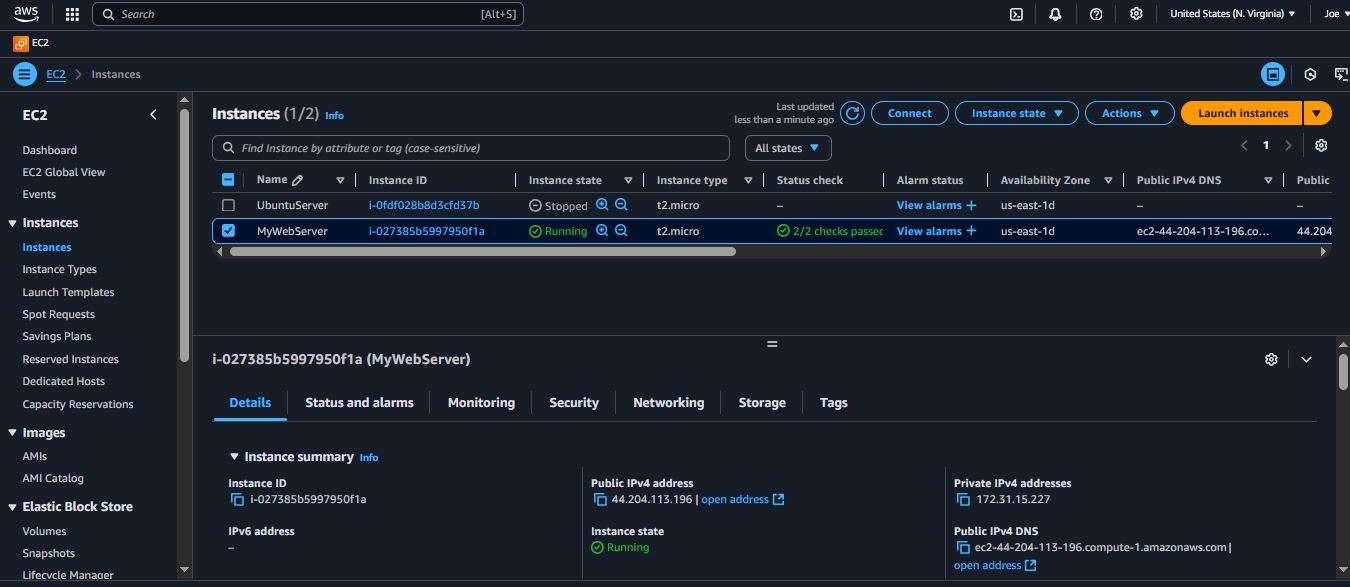 aws
Search [Alt+S]
United States (N. Virginia) Joe
EC2
EC2 Instances
EC2
Dashboard
EC2 Global View
Events
Instances
Instances
Instance Types
Launch Templates
Spot Requests
Savings Plans
Reserved Instances
Dedicated Hosts
Capacity Reservations
Images
AMIs
AMI Catalog
Elastic Block Store
Volumes
Snapshots
Lifecycle Manager
Instances (1/2) Info
Last updated
less than a minute ago
Connect Instance state Actions Launch instances
Find Instance by attribute or tag (case-sensitive) All states
1
Name Instance ID Instance state Instance type Status check Alarm status Availability Zone Public IPv4 DNS Public
UbuntuServer i-0fdf028b8d3cfd37b Stopped t2.micro – View alarms + us-east-1d – –
MyWebServer i-027385b5997950f1a Running t2.micro 2/2 checks passed View alarms + us-east-1d ec2-44-204-113-196.co... 44.204
i-027385b5997950f1a (MyWebServer)
Details Status and alarms Monitoring Security Networking Storage Tags
Instance summary Info
Instance ID
i-027385b5997950f1a
IPv6 address
–
Public IPv4 address
44.204.113.196 | open address
Instance state
Running
Private IPv4 addresses
172.31.15.227
Public IPv4 DNS
ec2-44-204-113-196.compute-1.amazonaws.com |
open address